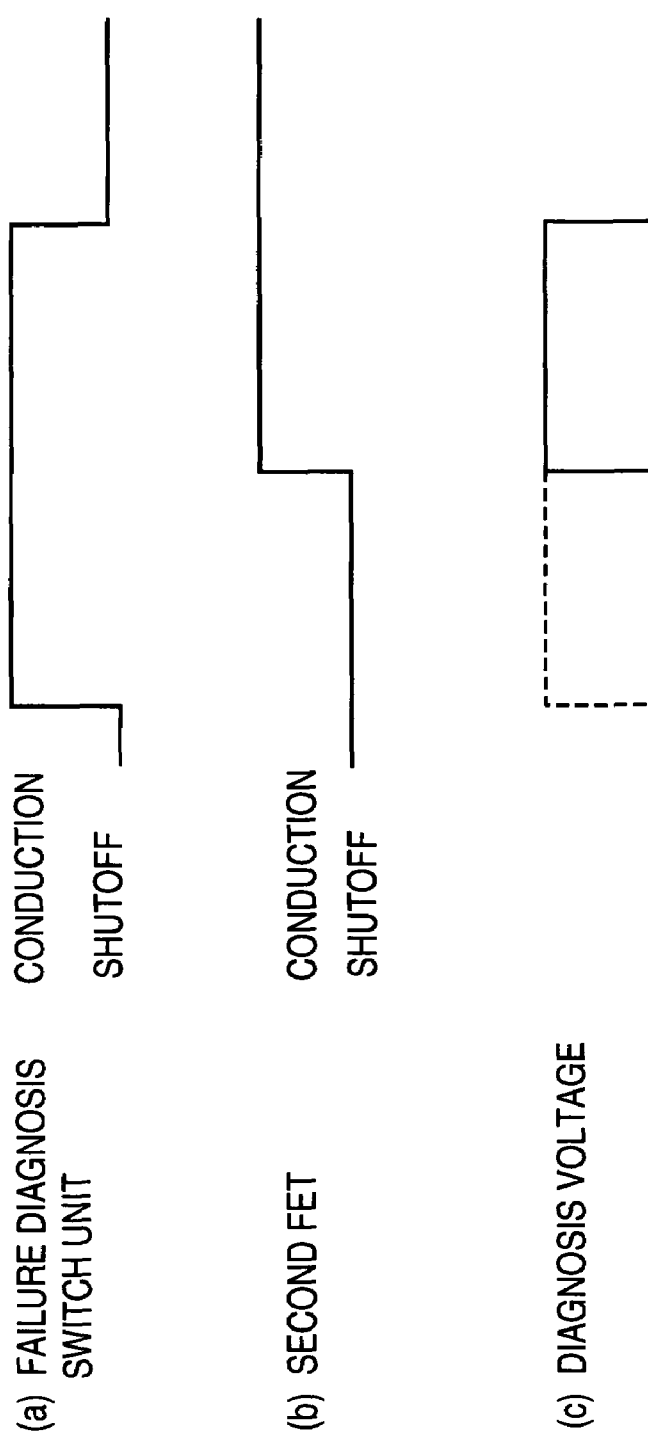 (a) FAILURE DIAGNOSIS
SWITCH UNIT
CONDUCTION
SHUTOFF
(b) SECOND FET
CONDUCTION
SHUTOFF
(c) DIAGNOSIS VOLTAGE